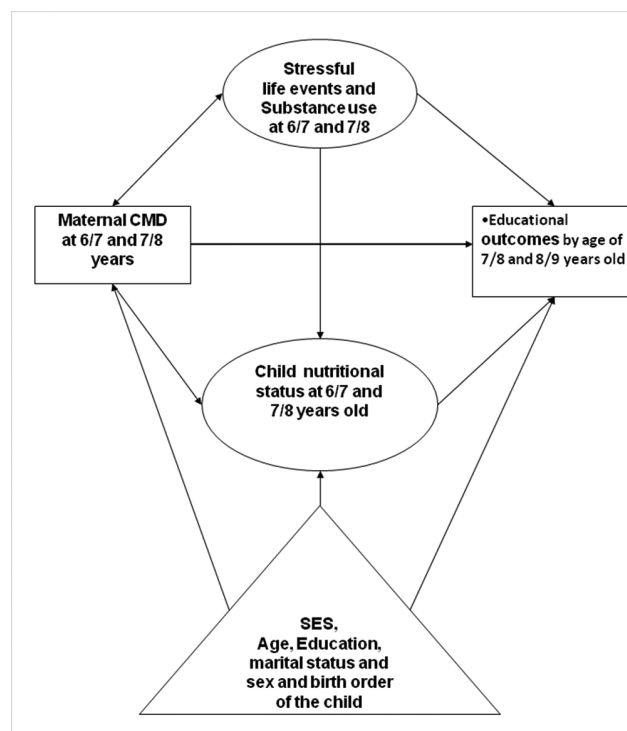 Stressful
life events and
Substance use
at 6/7 and 7/8
Maternal CMD
at 6/7 and 7/8
years
•Educational
outcomes by age of
7/8 and 8/9 years old
Child nutritional
status at 6/7 and
7/8 years old
SES,
Age, Education,
marital status and
sex and birth order
of the child